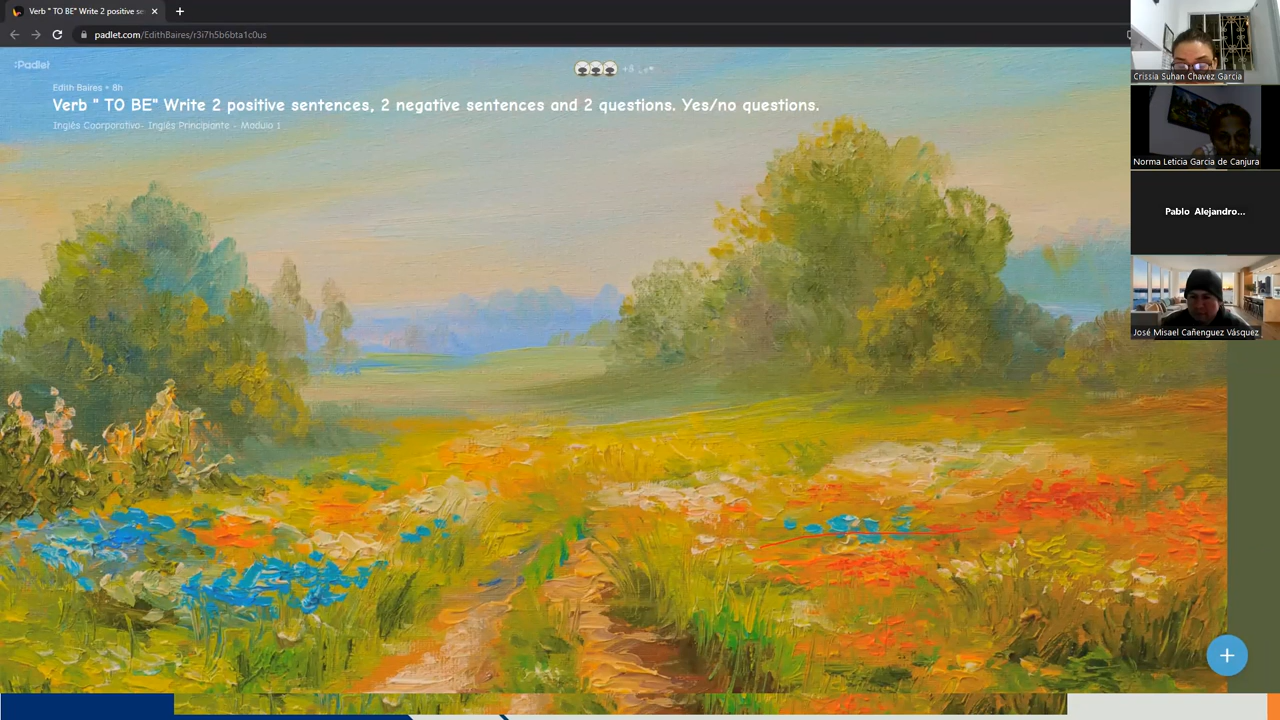 Verb " TO BE" Write 2 positive se
padlet.com/EdithBaires/r3i7h5b6bta1c0us
:Padlet
+8
Edith Baires • 8h
Verb " TO BE" Write 2 positive sentences, 2 negative sentences and 2 questions. Yes/no questions.
Inglés Coorporativo- Inglés Principiante - Modulo 1
Crissia Suhan Chavez Garcia
Norma Leticia Garcia de Canjura
Pablo Alejandro...
José Misael Cañenguez Vásquez